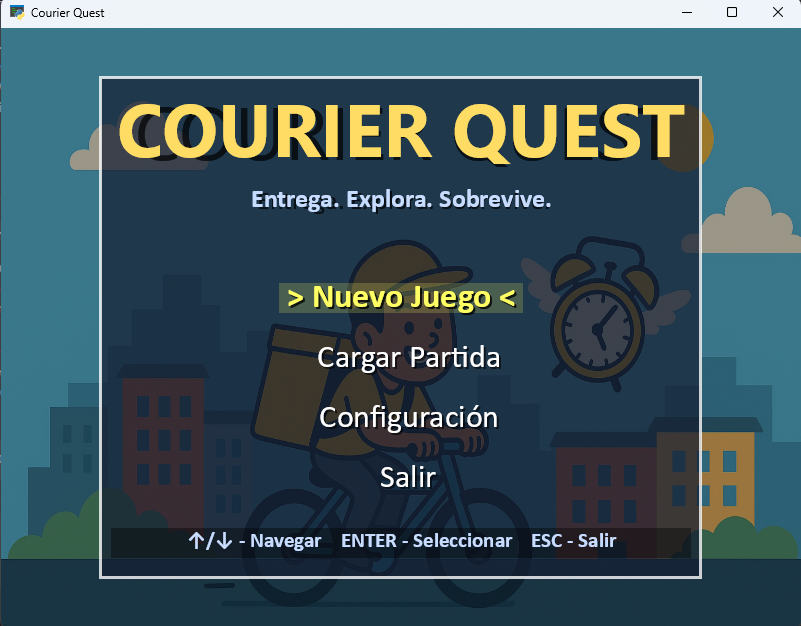 Courier Quest
COURIER QUEST
Entrega. Explora. Sobrevive.
> Nuevo Juego <
Cargar Partida
Configuración
Salir
↑/↓ - Navegar ENTER - Seleccionar ESC - Salir